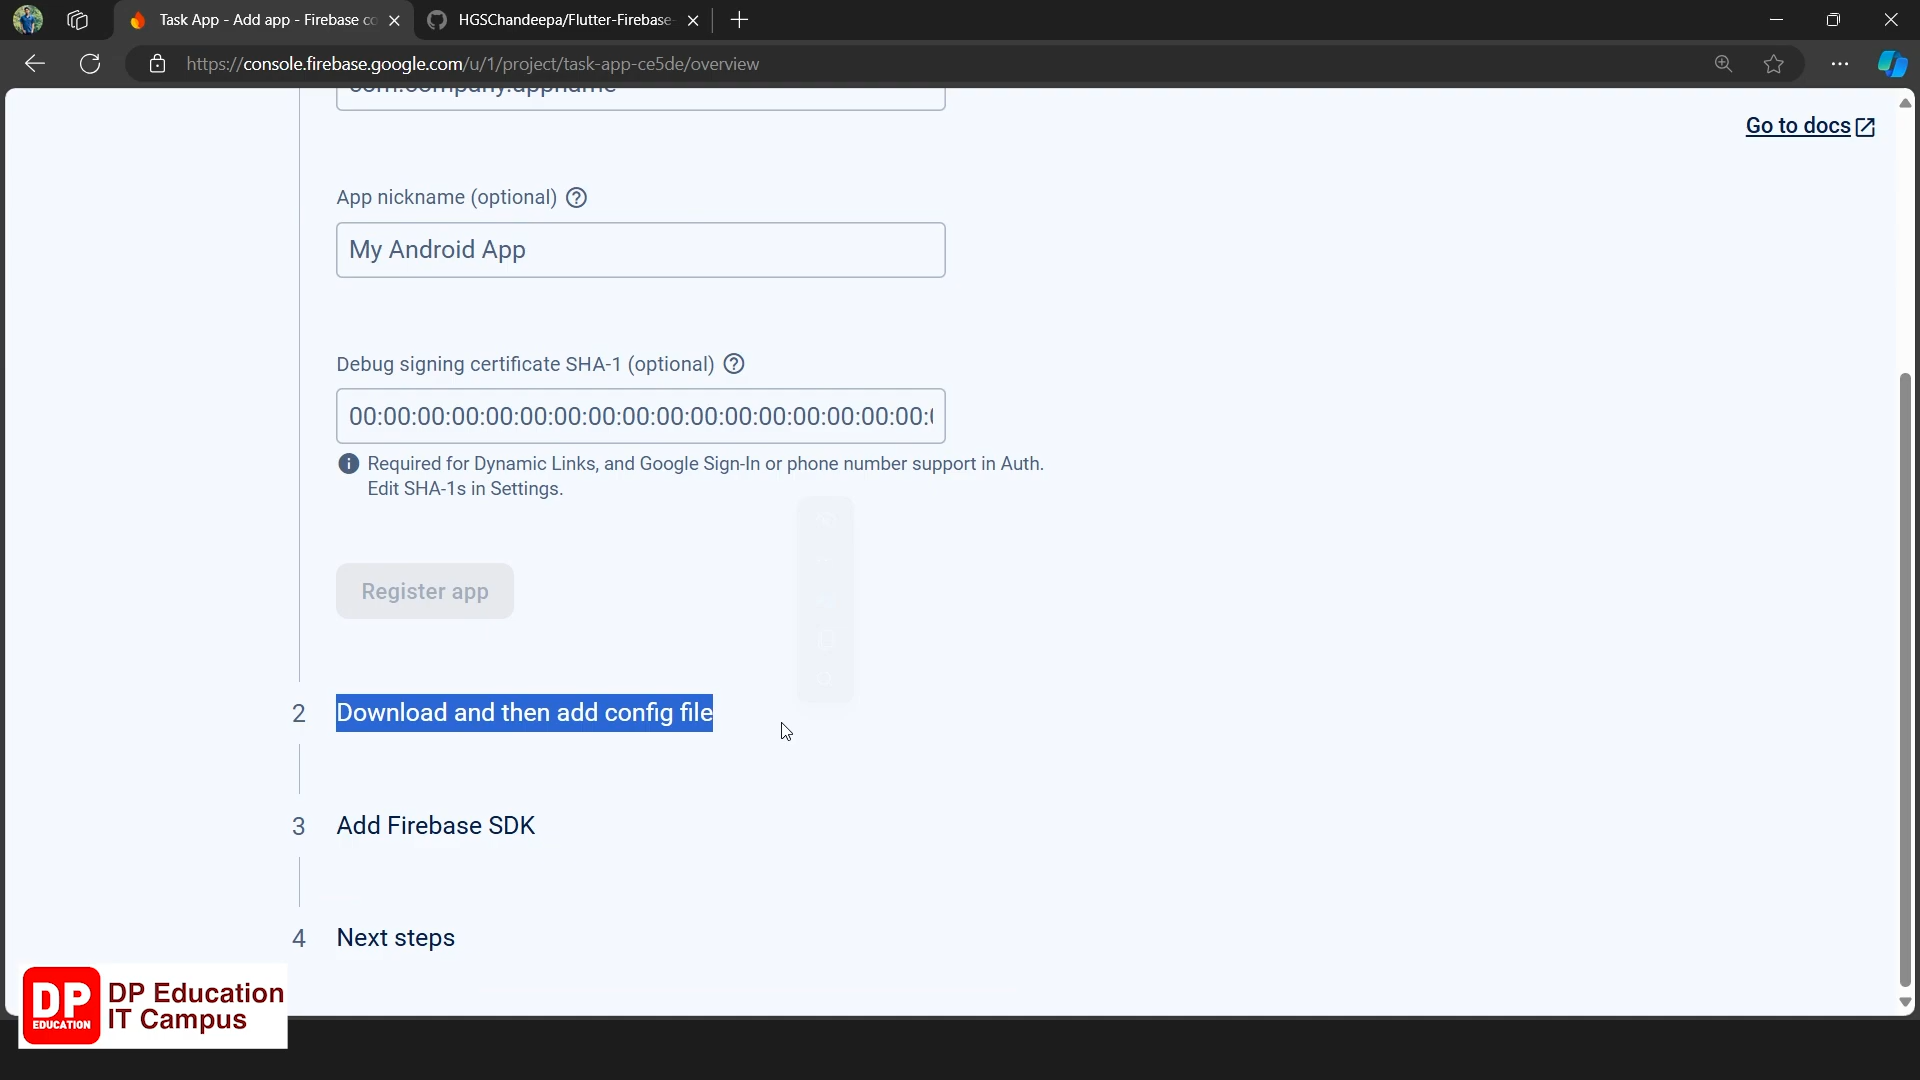 Task App - Add app - Firebase co
HGSChandeepa/Flutter-Firebase-
https://console.firebase.google.com/u/1/project/task-app-ce5de/overview
com.company.appname
Go to docs
App nickname (optional)
My Android App
Debug signing certificate SHA-1 (optional)
00:00:00:00:00:00:00:00:00:00:00:00:00:00:00:00:00:
Required for Dynamic Links, and Google Sign-In or phone number support in Auth.
Edit SHA-1s in Settings.
Register app
2 Download and then add config file
3 Add Firebase SDK
4 Next steps
DP
EDUCATION
DP Education
IT Campus